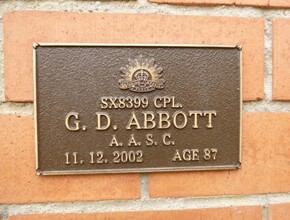 SX8399 CPL.
G. D. ABBOTT
A. A. S. C.
11. 12. 2002 AGE 87